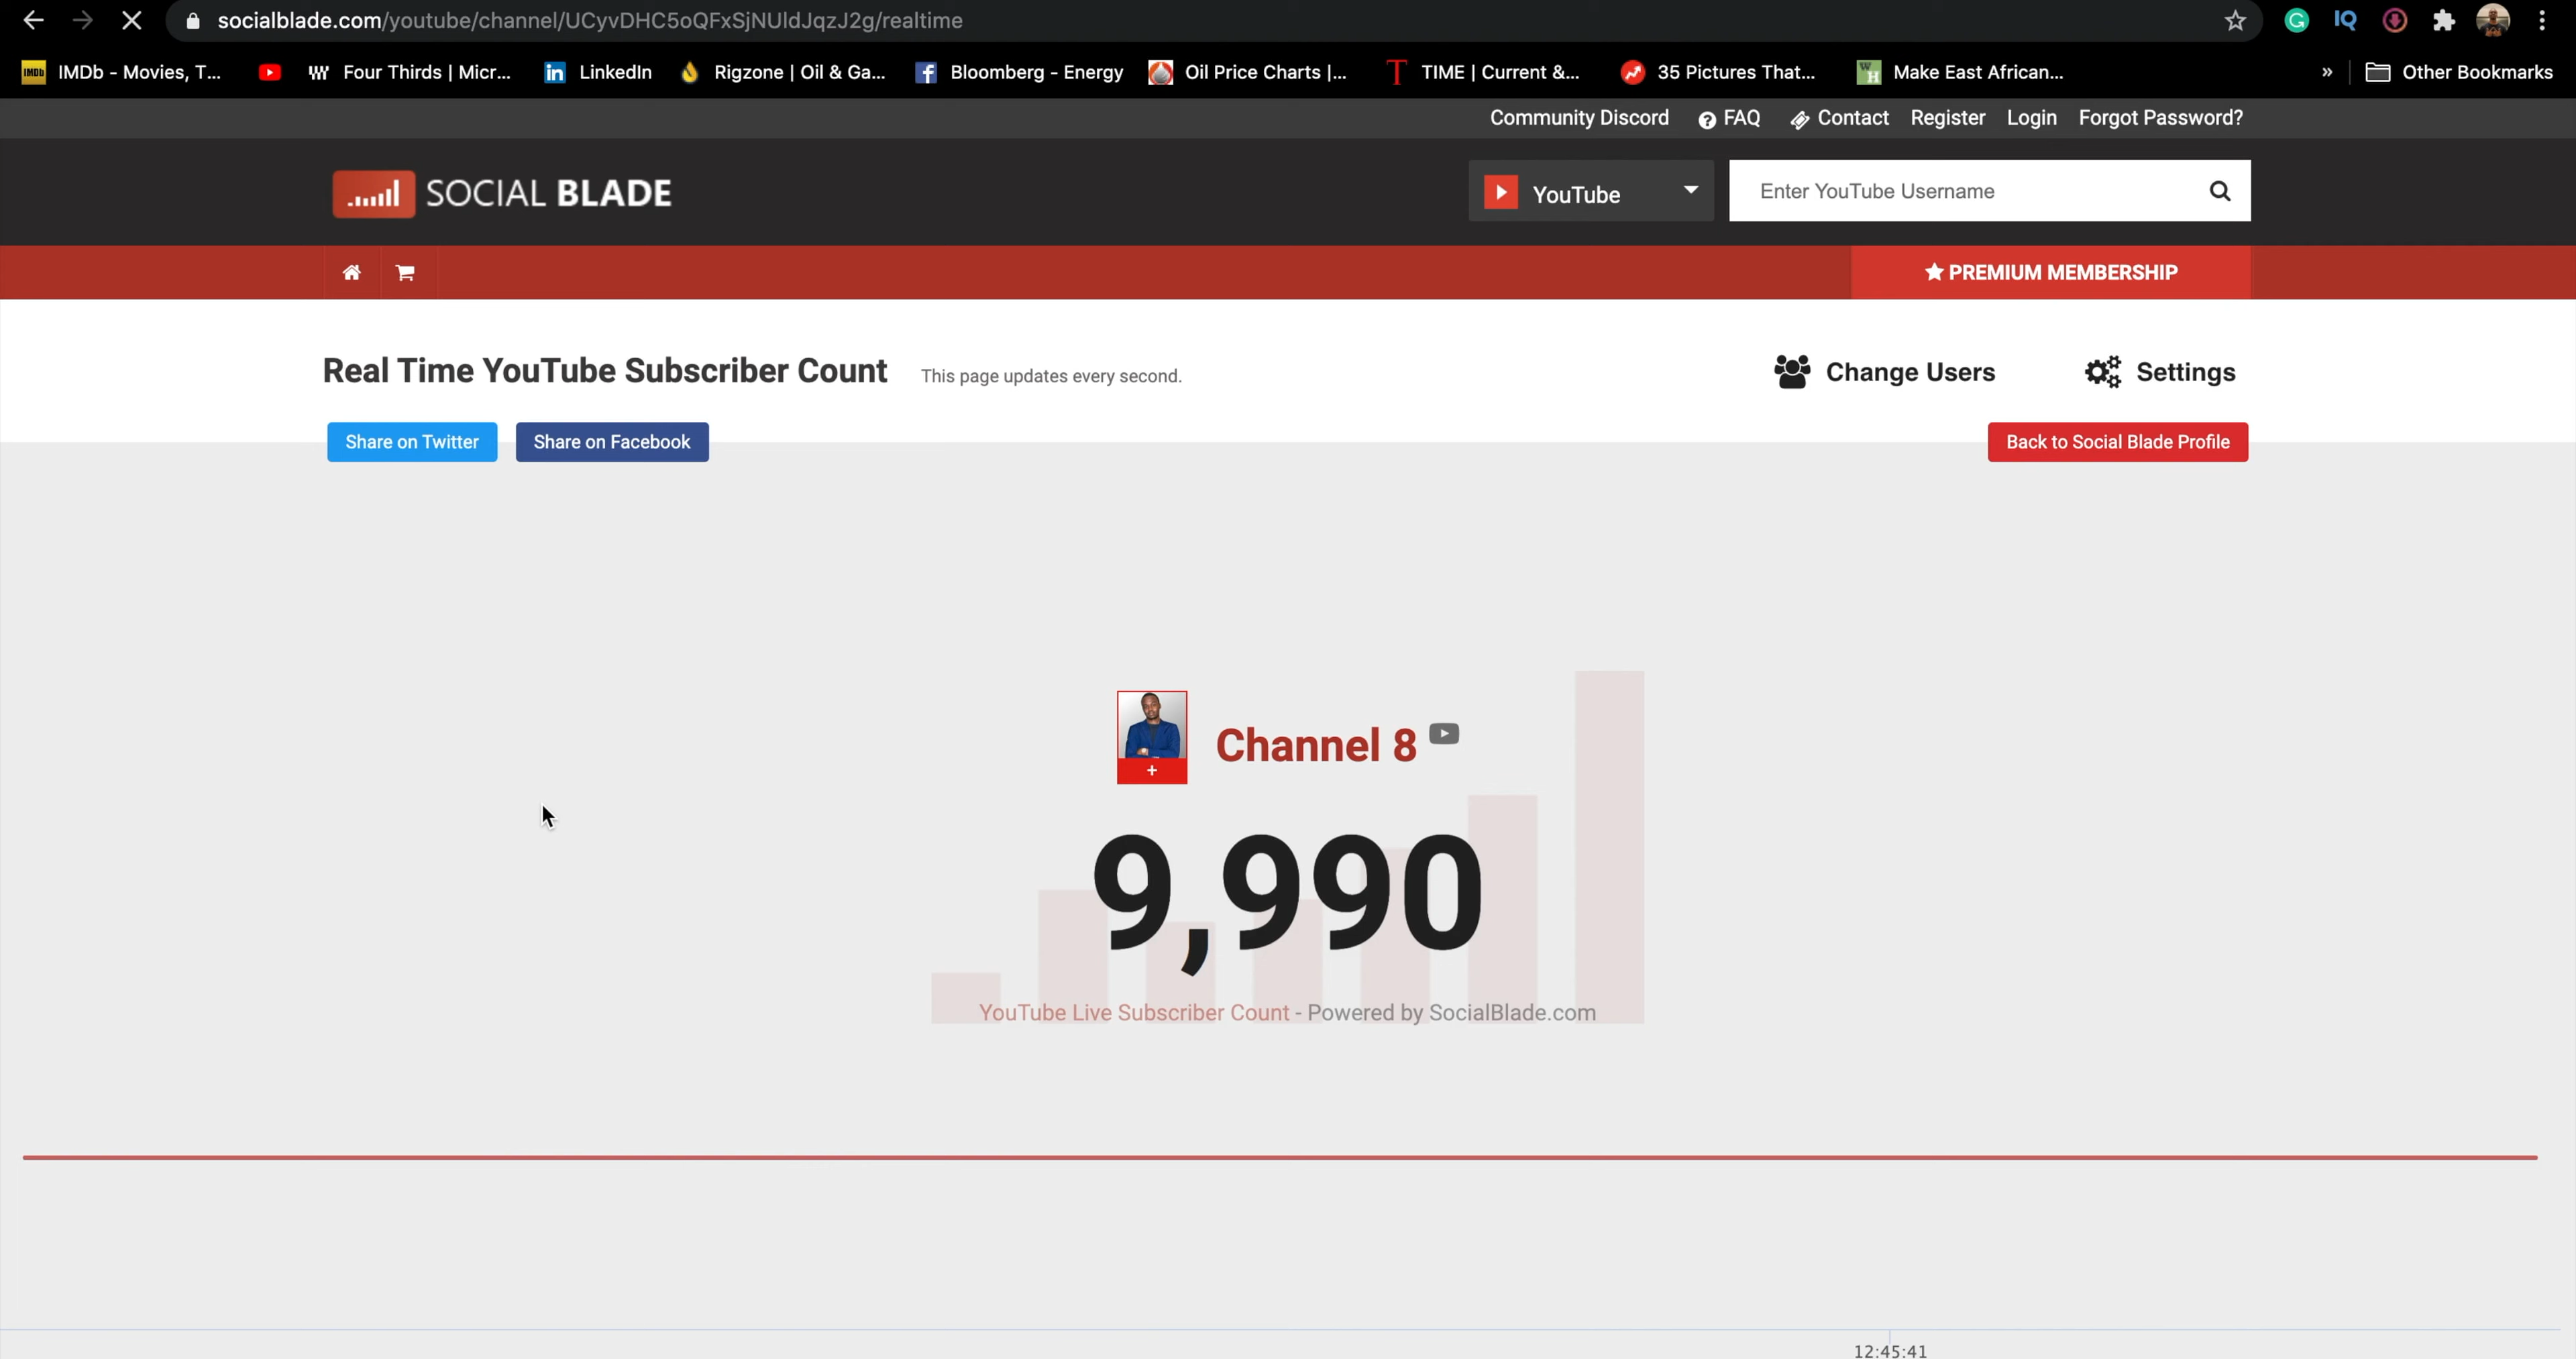 socialblade.com/youtube/channel/UCyvDHC5oQFxSjNUldJqzJ2g/realtime
IMDb - Movies, T... Four Thirds | Micr... LinkedIn Rigzone | Oil & Ga... Bloomberg - Energy Oil Price Charts |... TIME | Current &... 35 Pictures That... Make East African... » Other Bookmarks
Community Discord FAQ Contact Register Login Forgot Password?
SOCIAL BLADE YouTube Enter YouTube Username
PREMIUM MEMBERSHIP
Real Time YouTube Subscriber Count This page updates every second. Change Users Settings
Share on Twitter Share on Facebook Back to Social Blade Profile
Channel 8
+
9,990
YouTube Live Subscriber Count - Powered by SocialBlade.com
12:45:41